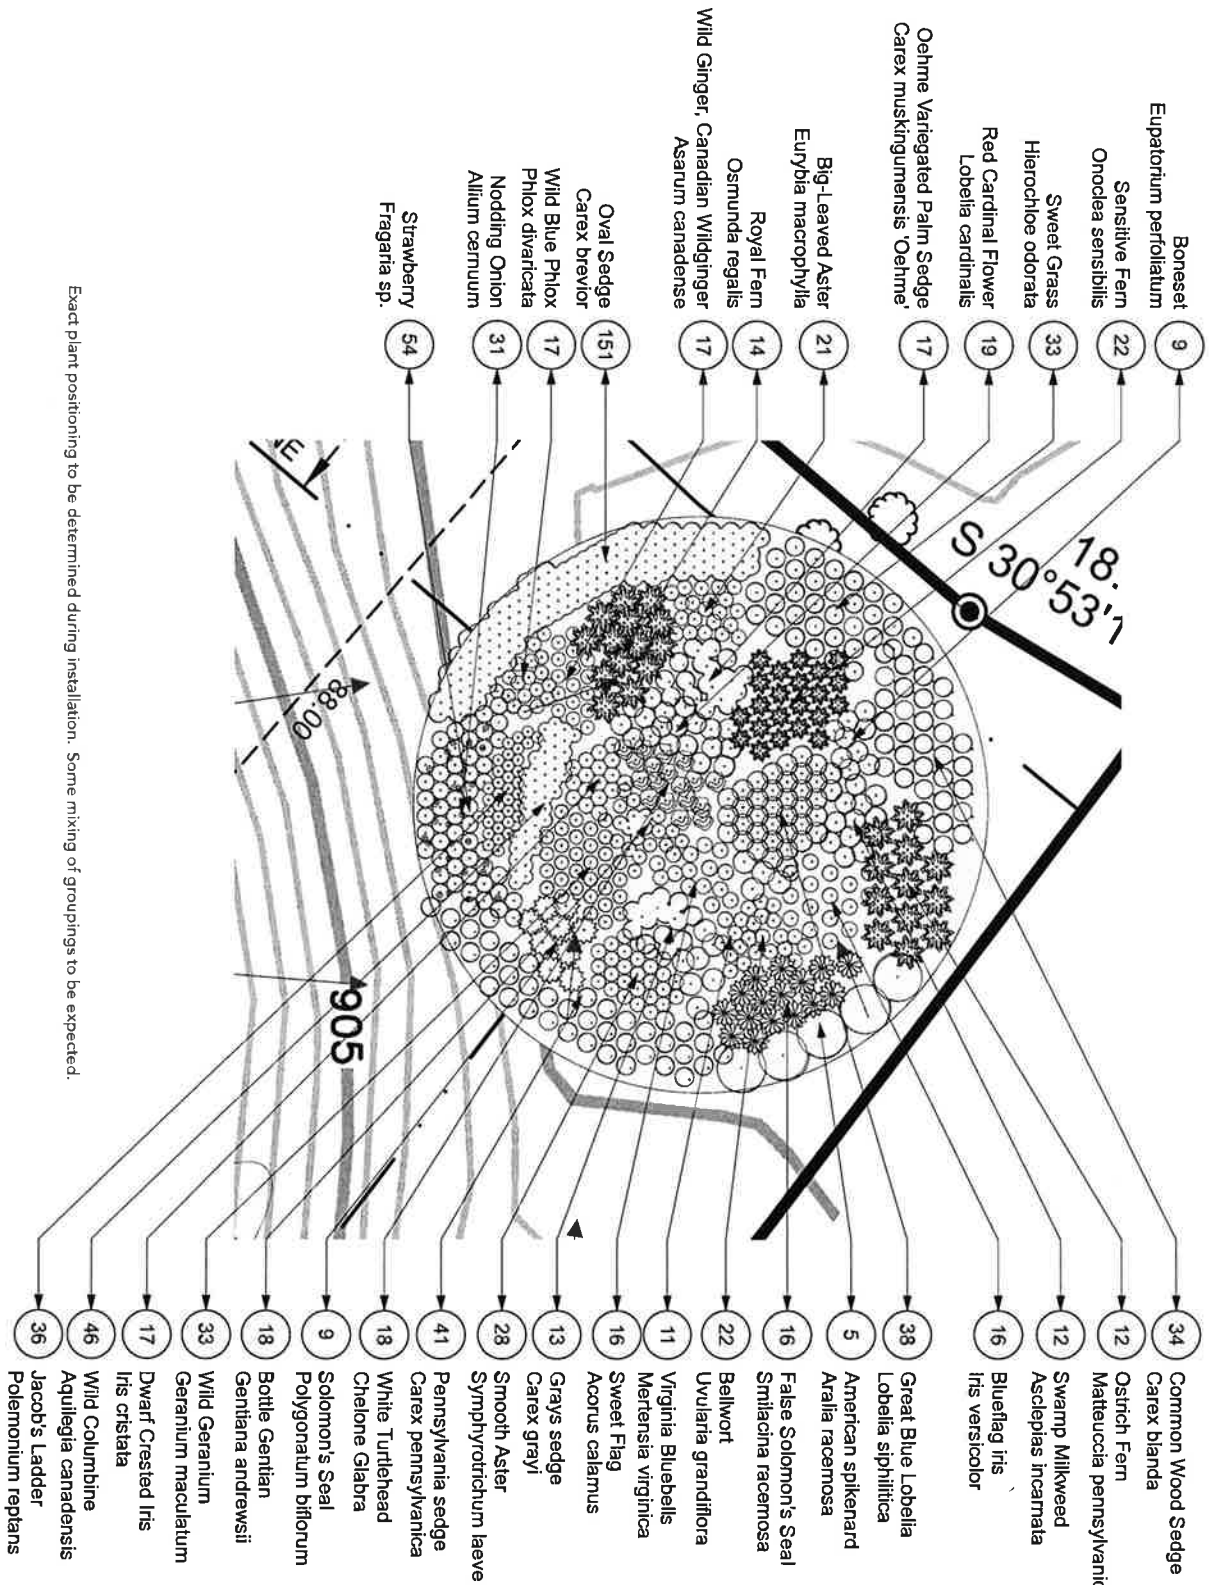 Boneset
Eupatorium perfoliatum
9
Sensitive Fern
Onoclea sensibilis
22
Sweet Grass
Hierochloe odorata
33
Red Cardinal Flower
Lobelia cardinalis
19
Oehme Variegated Palm Sedge
Carex muskingumensis 'Oehme'
17
Big-Leaved Aster
Eurybia macrophylla
21
Royal Fern
Osmunda regalis
14
Wild Ginger, Canadian Wildginger
Asarum canadense
17
Oval Sedge
Carex brevior
151
Wild Blue Phlox
Phlox divaricata
17
Nodding Onion
Allium cernuum
31
Strawberry
Fragaria sp.
54
18.
S 30°53'1
NE
88.00
905
34
Common Wood Sedge
Carex blanda
12
Ostrich Fern
Matteuccia pennsylvanic
12
Swamp Milkweed
Asclepias incarnata
16
Blueflag iris
Iris versicolor
38
Great Blue Lobelia
Lobelia siphilitica
5
American spikenard
Aralia racemosa
16
False Solomon's Seal
Smilacina racemosa
22
Bellwort
Uvularia grandiflora
11
Virginia Bluebells
Mertensia virginica
16
Sweet Flag
Acorus calamus
13
Grays sedge
Carex grayi
28
Smooth Aster
Symphyrotrichum laeve
41
Pennsylvania sedge
Carex pennsylvanica
18
White Turtlehead
Chelone Glabra
9
Solomon's Seal
Polygonatum biflorum
18
Bottle Gentian
Gentiana andrewsii
33
Wild Geranium
Geranium maculatum
17
Dwarf Crested Iris
Iris cristata
46
Wild Columbine
Aquilegia canadensis
36
Jacob's Ladder
Polemonium reptans
Exact plant positioning to be determined during installation. Some mixing of groupings to be expected.